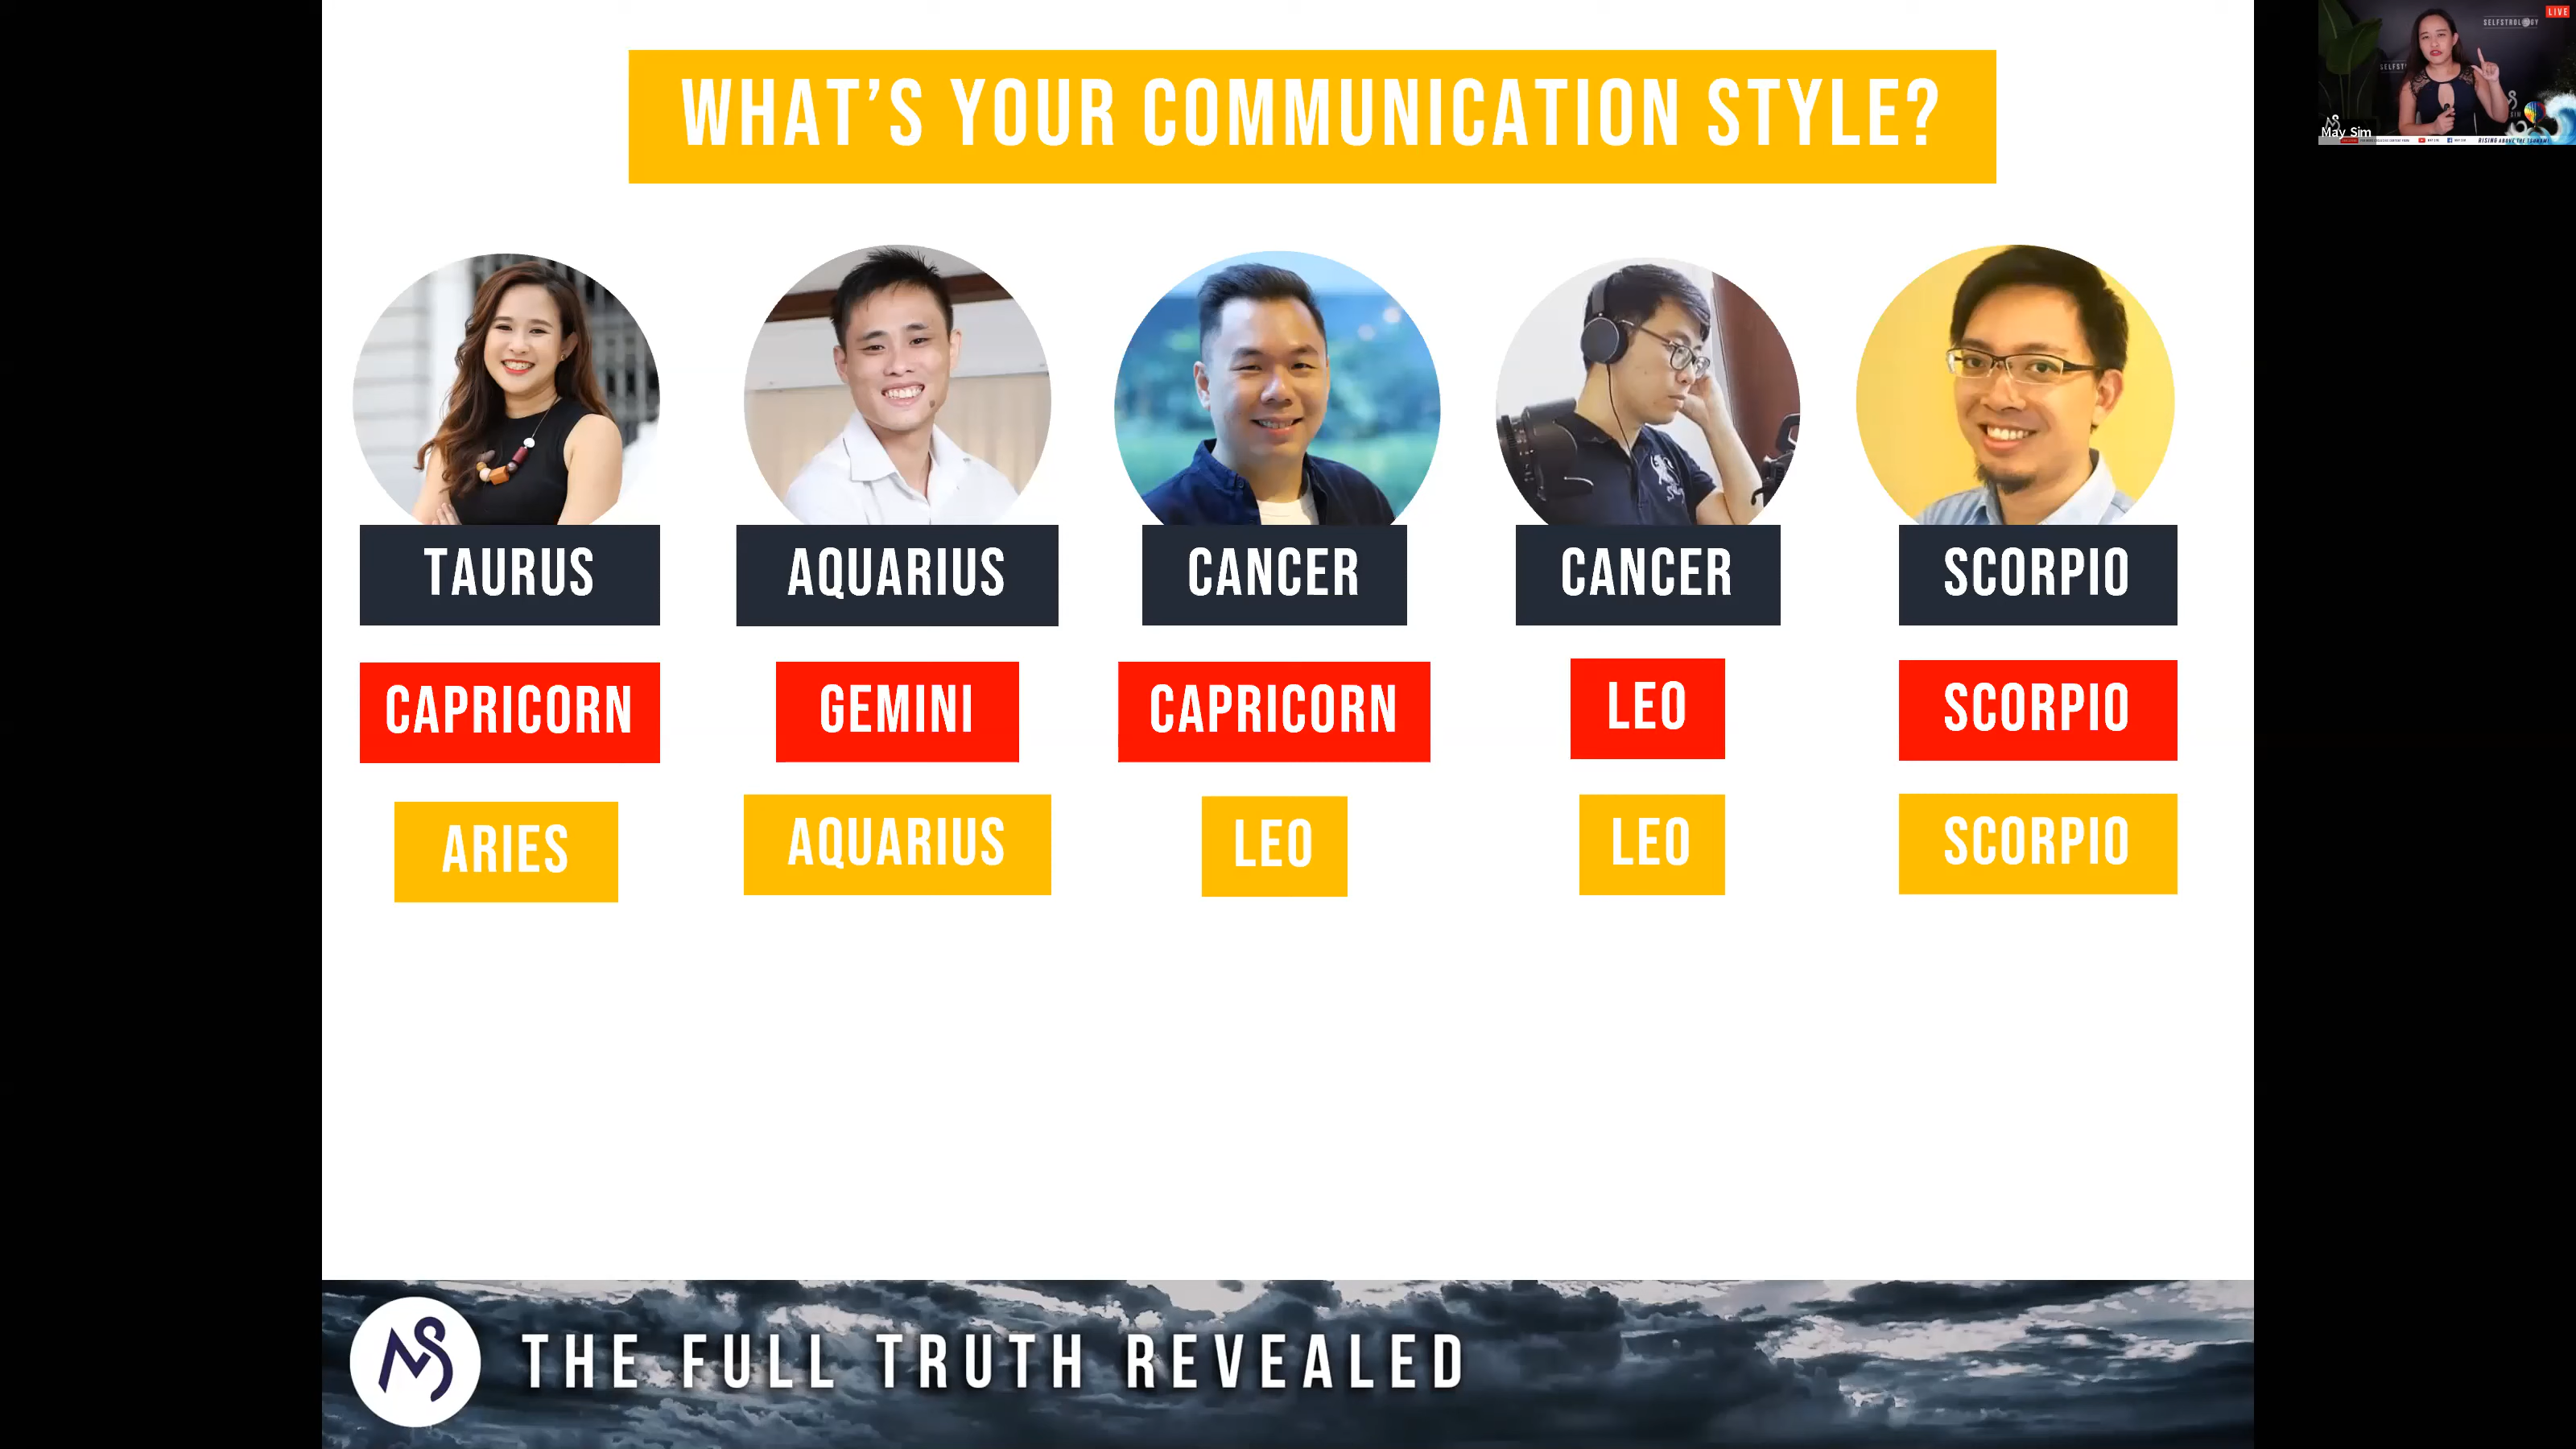 WHAT'S YOUR COMMUNICATION STYLE?
LIVE
SELFSTROLOGY
May Sim
TAURUS
AQUARIUS
CANCER
CANCER
SCORPIO
CAPRICORN
GEMINI
CAPRICORN
LEO
SCORPIO
ARIES
AQUARIUS
LEO
LEO
SCORPIO
THE FULL TRUTH REVEALED